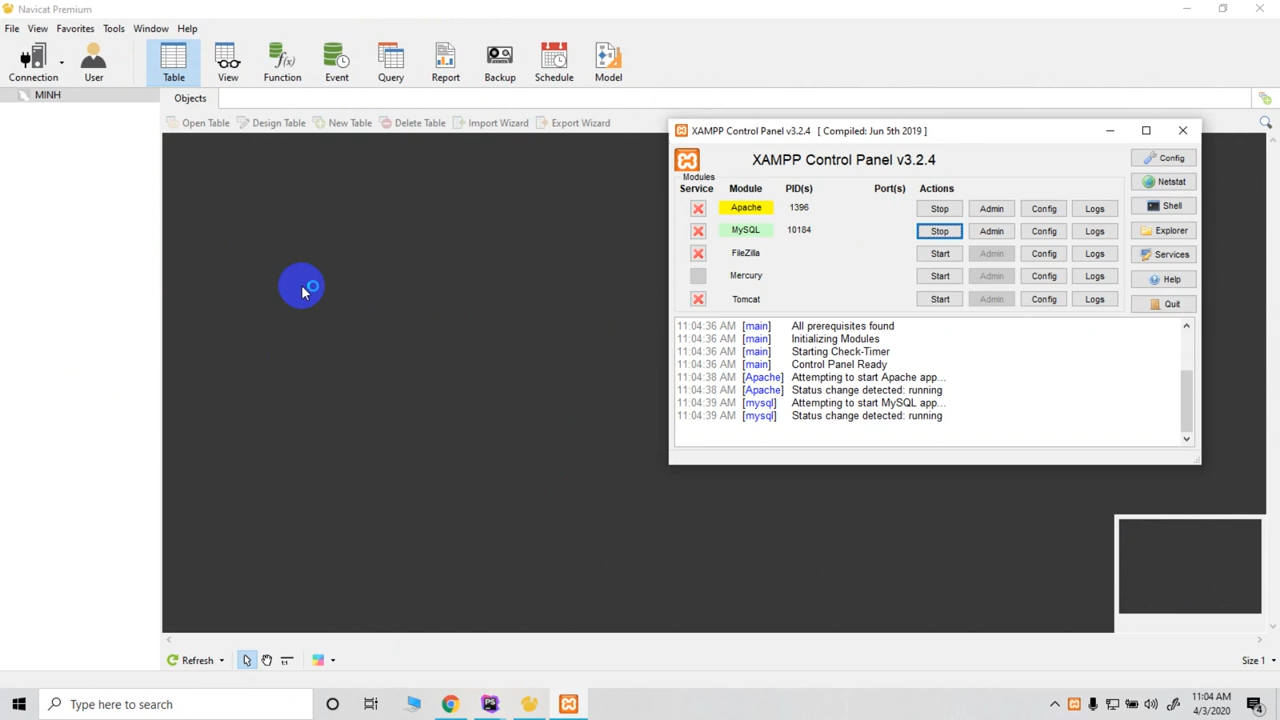 Navicat Premium
File View Favorites Tools Window Help
Connection User Table View Function Event Query Report Backup Schedule Model
MINH
Objects
Open Table Design Table New Table Delete Table Import Wizard Export Wizard
XAMPP Control Panel v3.2.4 [ Compiled: Jun 5th 2019 ]
XAMPP Control Panel v3.2.4
Config
Modules
Service Module PID(s) Port(s) Actions
Netstat
Apache 1396 Stop Admin Config Logs
Shell
MySQL 10184 Stop Admin Config Logs
Explorer
FileZilla Start Admin Config Logs
Services
Mercury Start Admin Config Logs
Help
Tomcat Start Admin Config Logs
Quit
11:04:36 AM [main] All prerequisites found
11:04:36 AM [main] Initializing Modules
11:04:36 AM [main] Starting Check-Timer
11:04:36 AM [main] Control Panel Ready
11:04:38 AM [Apache] Attempting to start Apache app...
11:04:38 AM [Apache] Status change detected: running
11:04:39 AM [mysql] Attempting to start MySQL app...
11:04:39 AM [mysql] Status change detected: running
Refresh
1:1
Size 1
Type here to search
PS
11:04 AM
4/3/2020
4